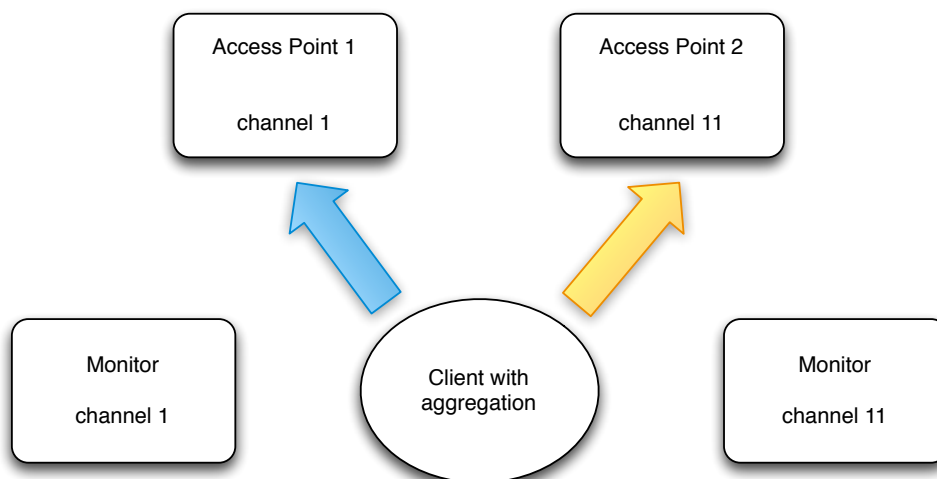 Access Point 1
channel 1
Access Point 2
channel 11
Monitor
channel 1
Client with
aggregation
Monitor
channel 11